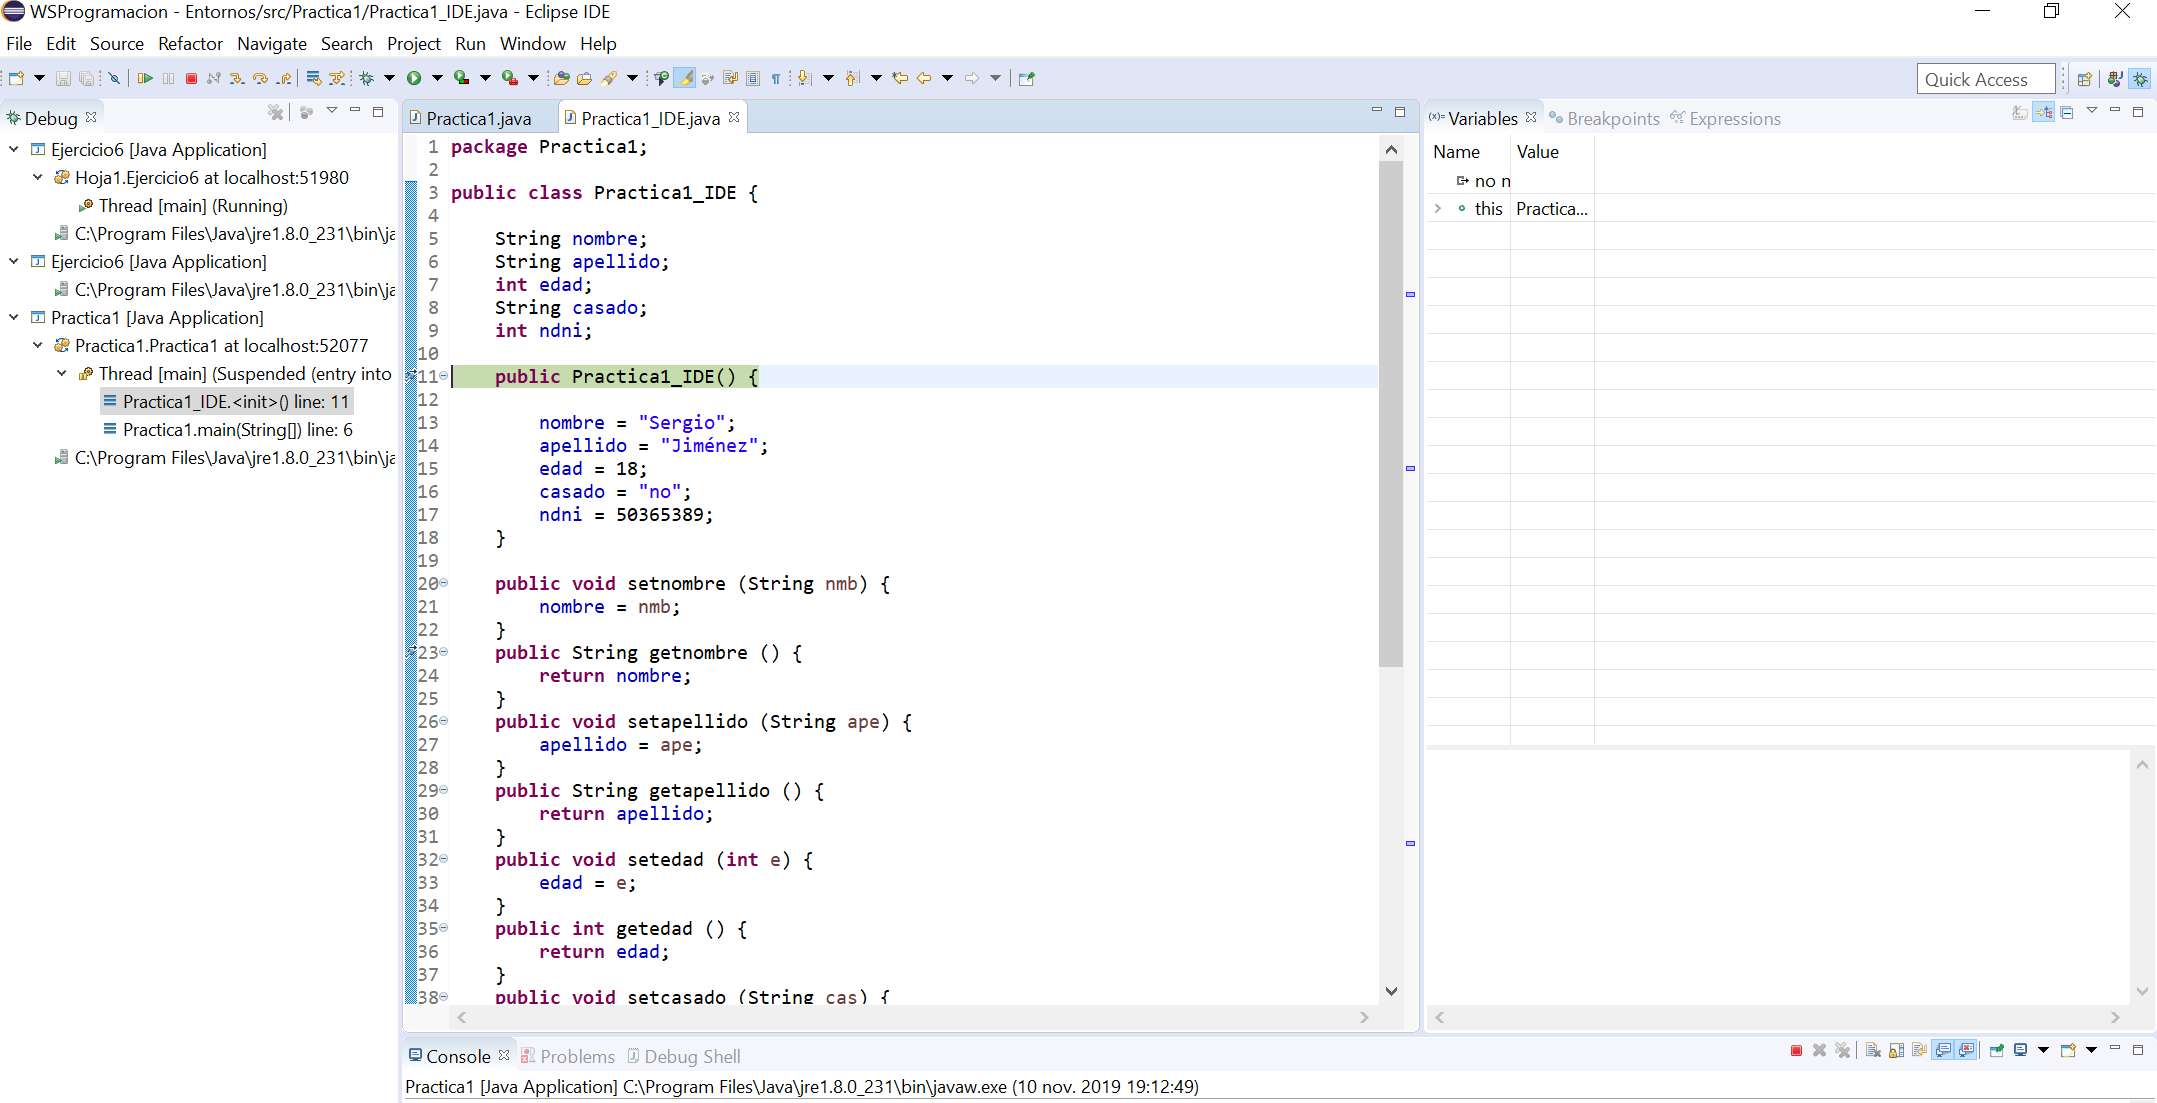 WSProgramacion - Entornos/src/Practica1/Practica1_IDE.java - Eclipse IDE
File Edit Source Refactor Navigate Search Project Run Window Help
Quick Access
Debug
Ejercicio6 [Java Application]
Hoja1.Ejercicio6 at localhost:51980
Thread [main] (Running)
C:\Program Files\Java\jre1.8.0_231\bin\ja
Ejercicio6 [Java Application]
C:\Program Files\Java\jre1.8.0_231\bin\ja
Practica1 [Java Application]
Practica1.Practica1 at localhost:52077
Thread [main] (Suspended (entry into
Practica1_IDE.<init>() line: 11
Practica1.main(String[]) line: 6
C:\Program Files\Java\jre1.8.0_231\bin\ja
Practica1.java Practica1_IDE.java
1 package Practica1;
2
3 public class Practica1_IDE {
4
5 String nombre;
6 String apellido;
7 int edad;
8 String casado;
9 int ndni;
10
11 public Practica1_IDE() {
12
13 nombre = "Sergio";
14 apellido = "Jiménez";
15 edad = 18;
16 casado = "no";
17 ndni = 50365389;
18 }
19
20 public void setnombre (String nmb) {
21 nombre = nmb;
22 }
23 public String getnombre () {
24 return nombre;
25 }
26 public void setapellido (String ape) {
27 apellido = ape;
28 }
29 public String getapellido () {
30 return apellido;
31 }
32 public void setedad (int e) {
33 edad = e;
34 }
35 public int getedad () {
36 return edad;
37 }
38 public void setcasado (String cas) {
Variables Breakpoints Expressions
Name Value
no n
this Practica...
Console Problems Debug Shell
Practica1 [Java Application] C:\Program Files\Java\jre1.8.0_231\bin\javaw.exe (10 nov. 2019 19:12:49)